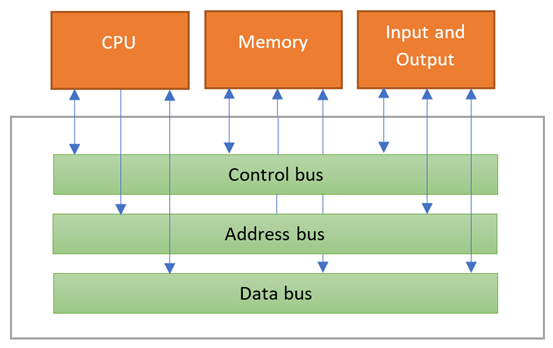 CPU
Memory
Input and
Output
Control bus
Address bus
Data bus